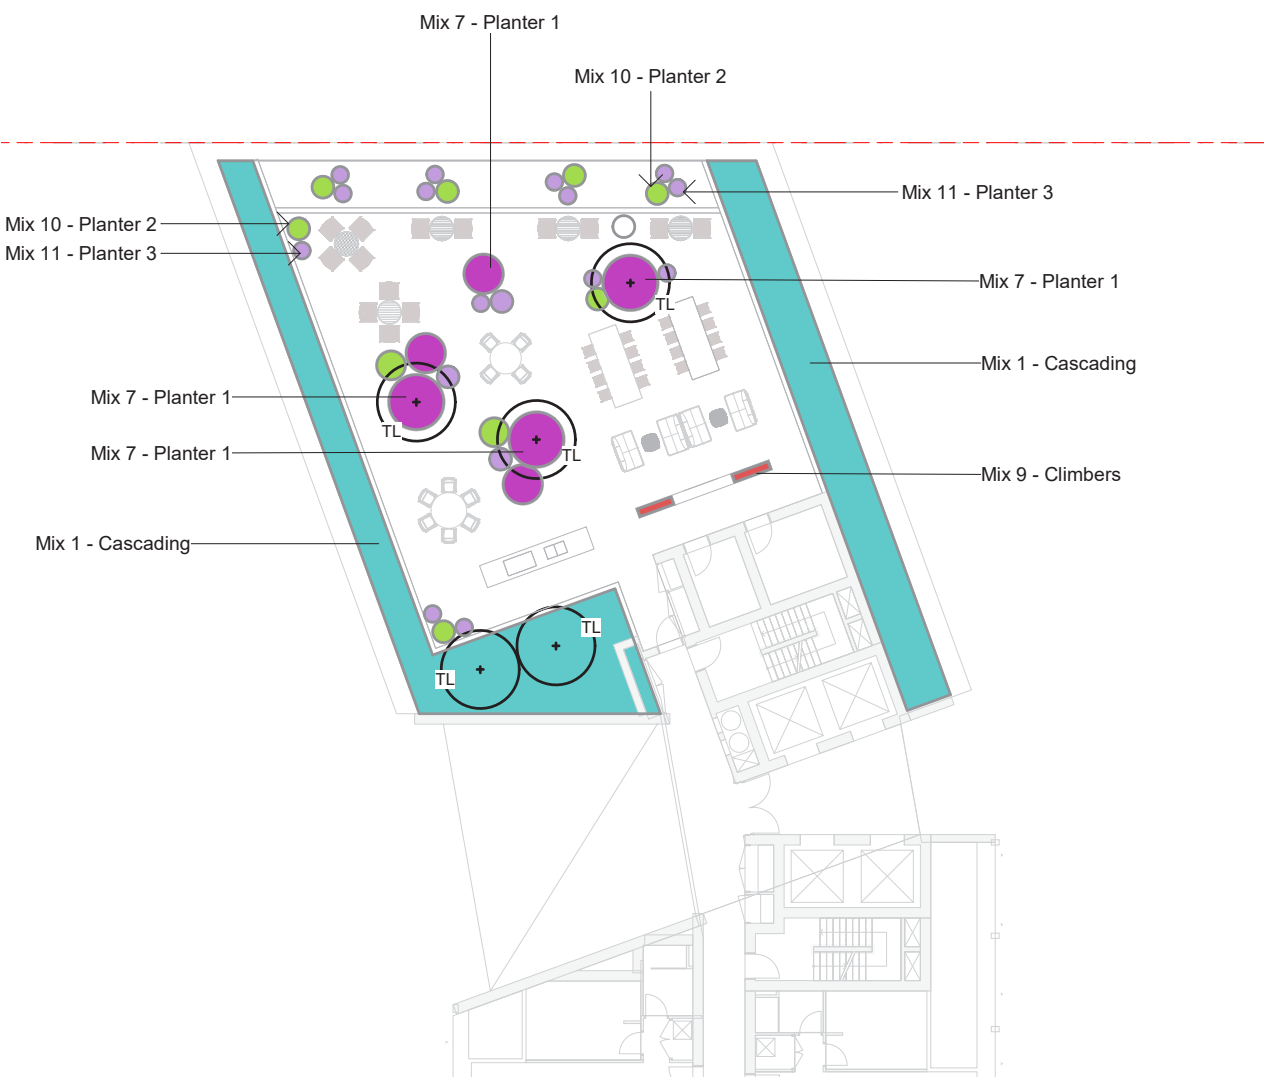 Mix 7 - Planter 1
Mix 10 - Planter 2
Mix 11 - Planter 3
Mix 10 - Planter 2
Mix 11 - Planter 3
Mix 7 - Planter 1
TL
Mix 1 - Cascading
Mix 7 - Planter 1
TL
Mix 7 - Planter 1
TL
Mix 9 - Climbers
Mix 1 - Cascading
TL
TL